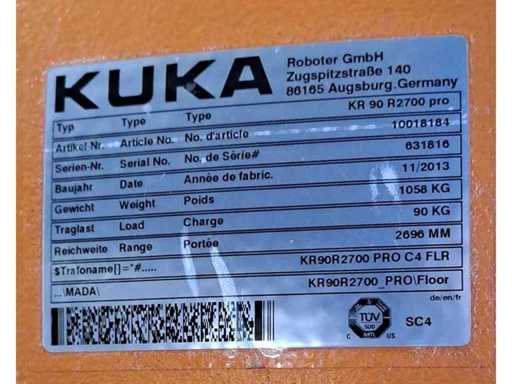 KUKA
Roboter GmbH
Zugspitzstraße 140
86165 Augsburg.Germany
Typ Type Type KR 90 R2700 pro
Artikel-Nr. Article No. No. d'article 10018184
Serien-Nr. Serial No. No. de Série# 631816
Baujahr Date Année de fabric. 11/2013
Gewicht Weight Poids 1058 KG
Traglast Load Charge 90 KG
Reichweite Range Portée 2696 MM
$Trafoname[]="#..... KR90R2700 PRO C4 FLR
...\MADA\ KR90R2700_PRO\Floor
de/en/fr
TÜV
SÜD
C US
SC4